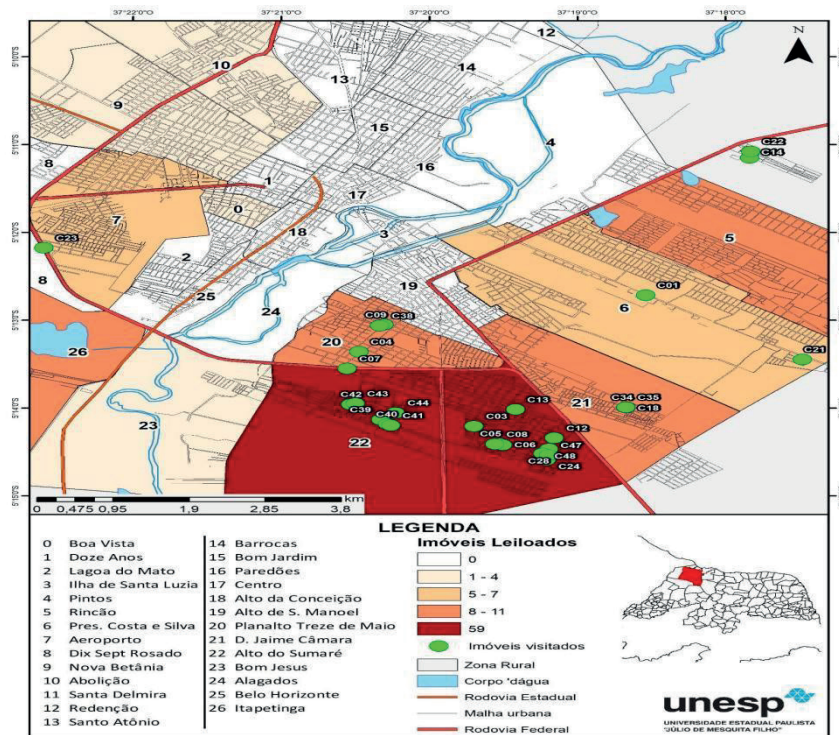 37°22'0"O 37°21'0"O 37°20'0"O 37°19'0"O 37°18'0"O
5°10'0"S
5°11'0"S
5°12'0"S
5°13'0"S
5°14'0"S
5°15'0"S
N
12
10
13
14
9
15
4
8
16
C22
C14
1
17
0
7
18
3
5
C23
2
19
8
6
C01
25
24
C09 C38
26
20
C04
C21
C07
C42 C43
C13
21
C34 C35
C39
C44
C03
C18
C40 C41
C12
23
22
C05 C08
C06
C47
C48
C28
C24
km
0 0,475 0,95 1,9 2,85 3,8
LEGENDA
0 Boa Vista
1 Doze Anos
2 Lagoa do Mato
3 Ilha de Santa Luzia
4 Pintos
5 Rincão
6 Pres. Costa e Silva
7 Aeroporto
8 Dix Sept Rosado
9 Nova Betânia
10 Abolição
11 Santa Delmira
12 Redenção
13 Santo Atônio
14 Barrocas
15 Bom Jardim
16 Paredões
17 Centro
18 Alto da Conceição
19 Alto de S. Manoel
20 Planalto Treze de Maio
21 D. Jaime Câmara
22 Alto do Sumaré
23 Bom Jesus
24 Alagados
25 Belo Horizonte
26 Itapetinga
Imóveis Leiloados
0
1 - 4
5 - 7
8 - 11
59
Imóveis visitados
Zona Rural
Corpo 'dágua
Rodovia Estadual
Malha urbana
Rodovia Federal
unesp
UNIVERSIDADE ESTADUAL PAULISTA
"JÚLIO DE MESQUITA FILHO"